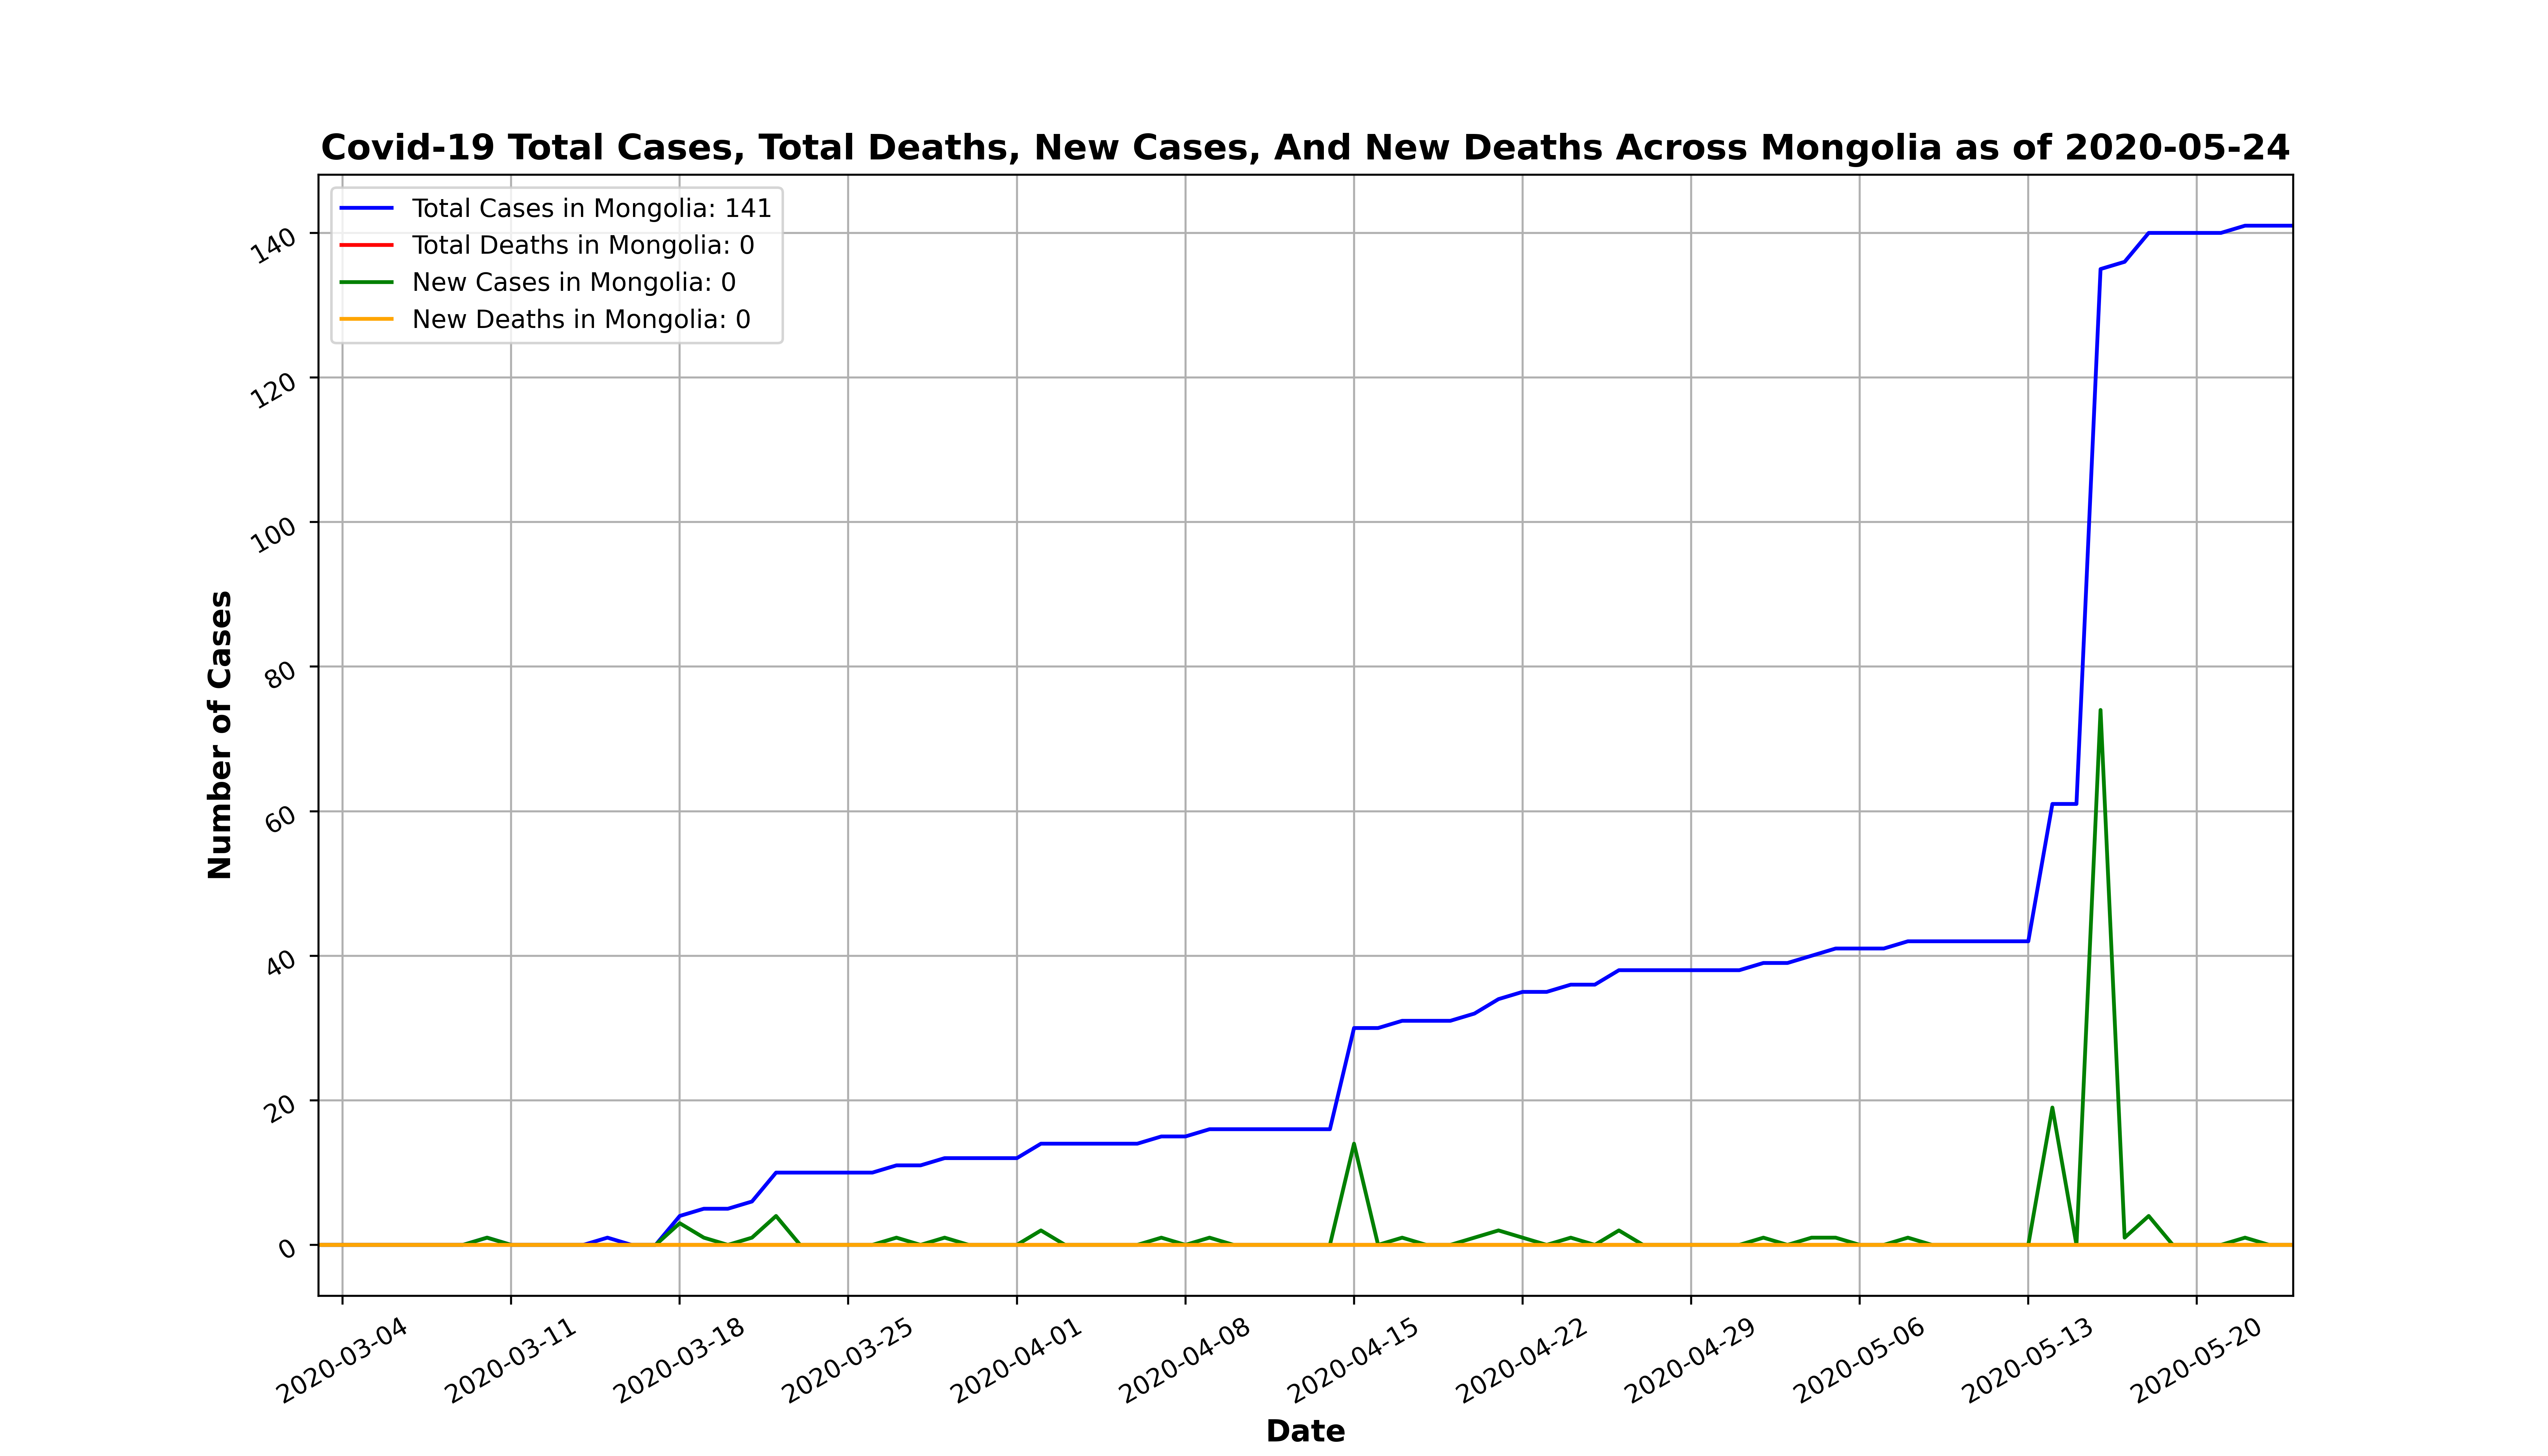 Covid-19 Total Cases, Total Deaths, New Cases, And New Deaths Across Mongolia as of 2020-05-24
Total Cases in Mongolia: 141
Total Deaths in Mongolia: 0
New Cases in Mongolia: 0
New Deaths in Mongolia: 0
Number of Cases
140
120
100
80
60
40
20
0
2020-03-04
2020-03-11
2020-03-18
2020-03-25
2020-04-01
2020-04-08
2020-04-15
2020-04-22
2020-04-29
2020-05-06
2020-05-13
2020-05-20
Date